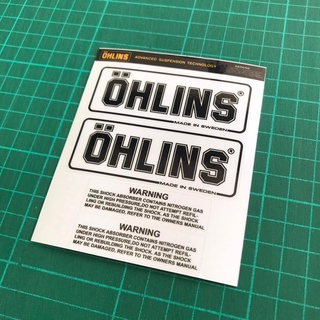 ÖHLINS ADVANCED SUSPENSION TECHNOLOGY
ÖHLINS®
MADE IN SWEDEN
ÖHLINS®
MADE IN SWEDEN
WARNING
THIS SHOCK ABSORBER CONTAINS NITROGEN GAS
UNDER HIGH PRESSURE,DO NOT ATTEMPT REFIL-
LING OR REBUILDING THE SHOCK. AS THE SHOCK
MAY BE DAMAGED, REFER TO THE OWNERS MANUAL
WARNING
THIS SHOCK ABSORBER CONTAINS NITROGEN GAS
UNDER HIGH PRESSURE,DO NOT ATTEMPT REFIL-
LING OR REBUILDING THE SHOCK. AS THE SHOCK
MAY BE DAMAGED, REFER TO THE OWNERS MANUAL